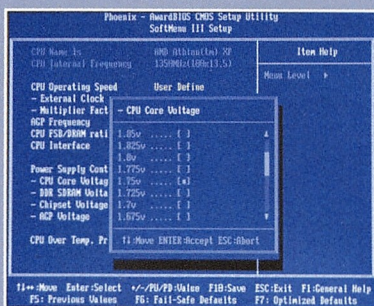 Phoenix - AwardBIOS CMOS Setup Utility
SoftMenu III Setup
CPU Name Is AMD Athlon(tm) XP
CPU Internal Frequency 1350MHz(100x13.5)
Item Help
Menu Level ▸
CPU Operating Speed User Define
- External Clock
- Multiplier Fact
AGP Frequency
CPU FSB/DRAM rati
CPU Interface
Power Supply Cont
- CPU Core Voltag
- DDR SDRAM Volta
- Chipset Voltage
- AGP Voltage
CPU Over Temp. Pr
- CPU Core Voltage
1.85v ..... [ ]
1.825v ..... [ ]
1.8v ..... [ ]
1.775v ..... [ ]
1.75v ..... [▪]
1.725v ..... [ ]
1.7v ..... [ ]
1.675v ..... [ ]
↑↓:Move ENTER:Accept ESC:Abort
↑↓↔:Move Enter:Select +/-/PU/PD:Value F10:Save ESC:Exit F1:General Help
F5: Previous Values F6: Fail-Safe Defaults F7: Optimized Defaults